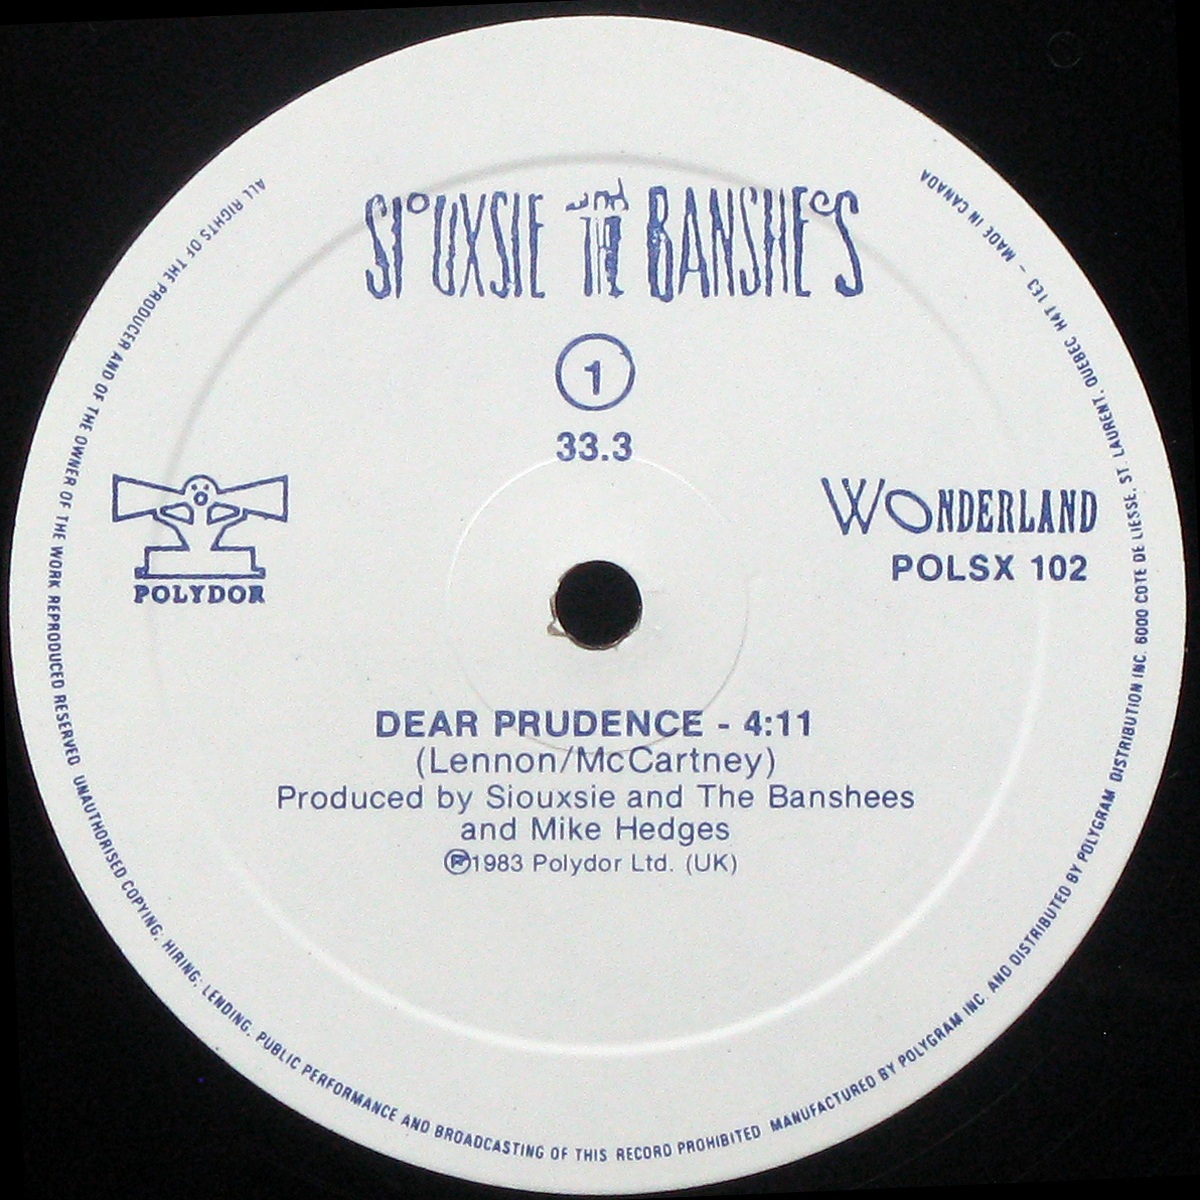 SIOUXSIE AND THE BANSHEES
1
33.3
POLYDOR
WONDERLAND
POLSX 102
DEAR PRUDENCE - 4:11
(Lennon/McCartney)
Produced by Siouxsie and The Banshees
and Mike Hedges
Ⓟ1983 Polydor Ltd. (UK)
ALL RIGHTS OF THE PRODUCER AND OF THE OWNER OF THE WORK REPRODUCED RESERVED UNAUTHORISED COPYING; HIRING; LENDING, PUBLIC PERFORMANCE AND BROADCASTING OF THIS RECORD PROHIBITED MANUFACTURED BY POLYGRAM INC. AND DISTRIBUTED BY POLYGRAM DISTRIBUTION INC. 6000 COTE DE LIESSE, ST. LAURENT, QUEBEC H4T 1E3 – MADE IN CANADA